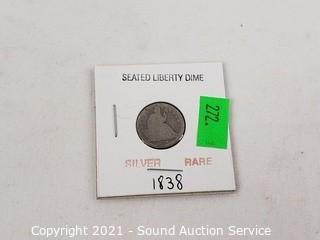 SEATED LIBERTY DIME
272.
SILVER RARE
1838
Copyright 2021 - Sound Auction Service